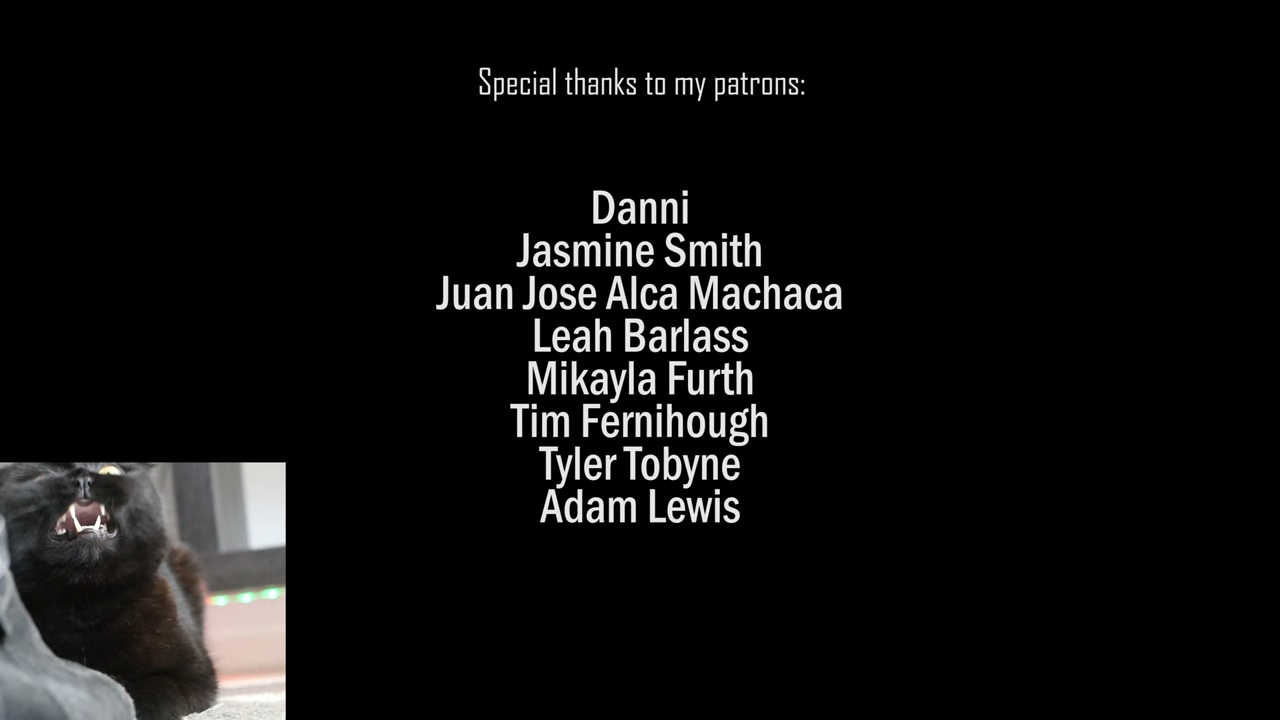 Special thanks to my patrons:
Danni
Jasmine Smith
Juan Jose Alca Machaca
Leah Barlass
Mikayla Furth
Tim Fernihough
Tyler Tobyne
Adam Lewis